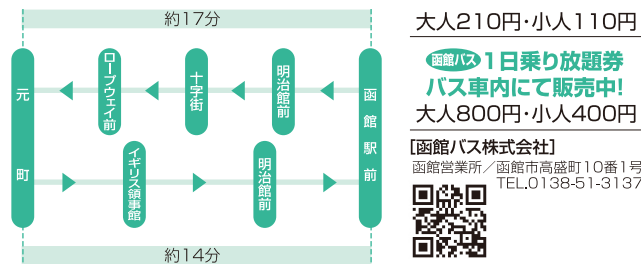 約17分
元町
ロープウェイ前
十字街
明治館前
函館駅前
イギリス領事館
明治館前
約14分
大人210円・小人110円
函館バス 1日乗り放題券
バス車内にて販売中!
大人800円・小人400円
[函館バス株式会社]
函館営業所/函館市高盛町10番1号
TEL.0138-51-3137